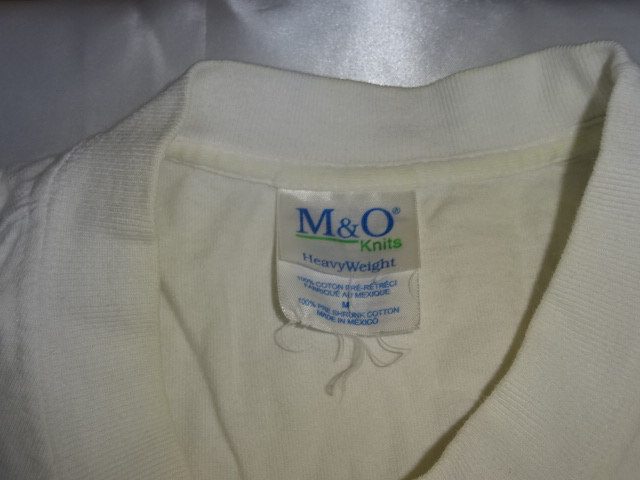 M&O®
Knits
HeavyWeight
100% COTON PRÉ-RÉTRÉCI
FABRIQUÉ AU MEXIQUE
M
100% PRE SHRUNK COTTON
MADE IN MEXICO